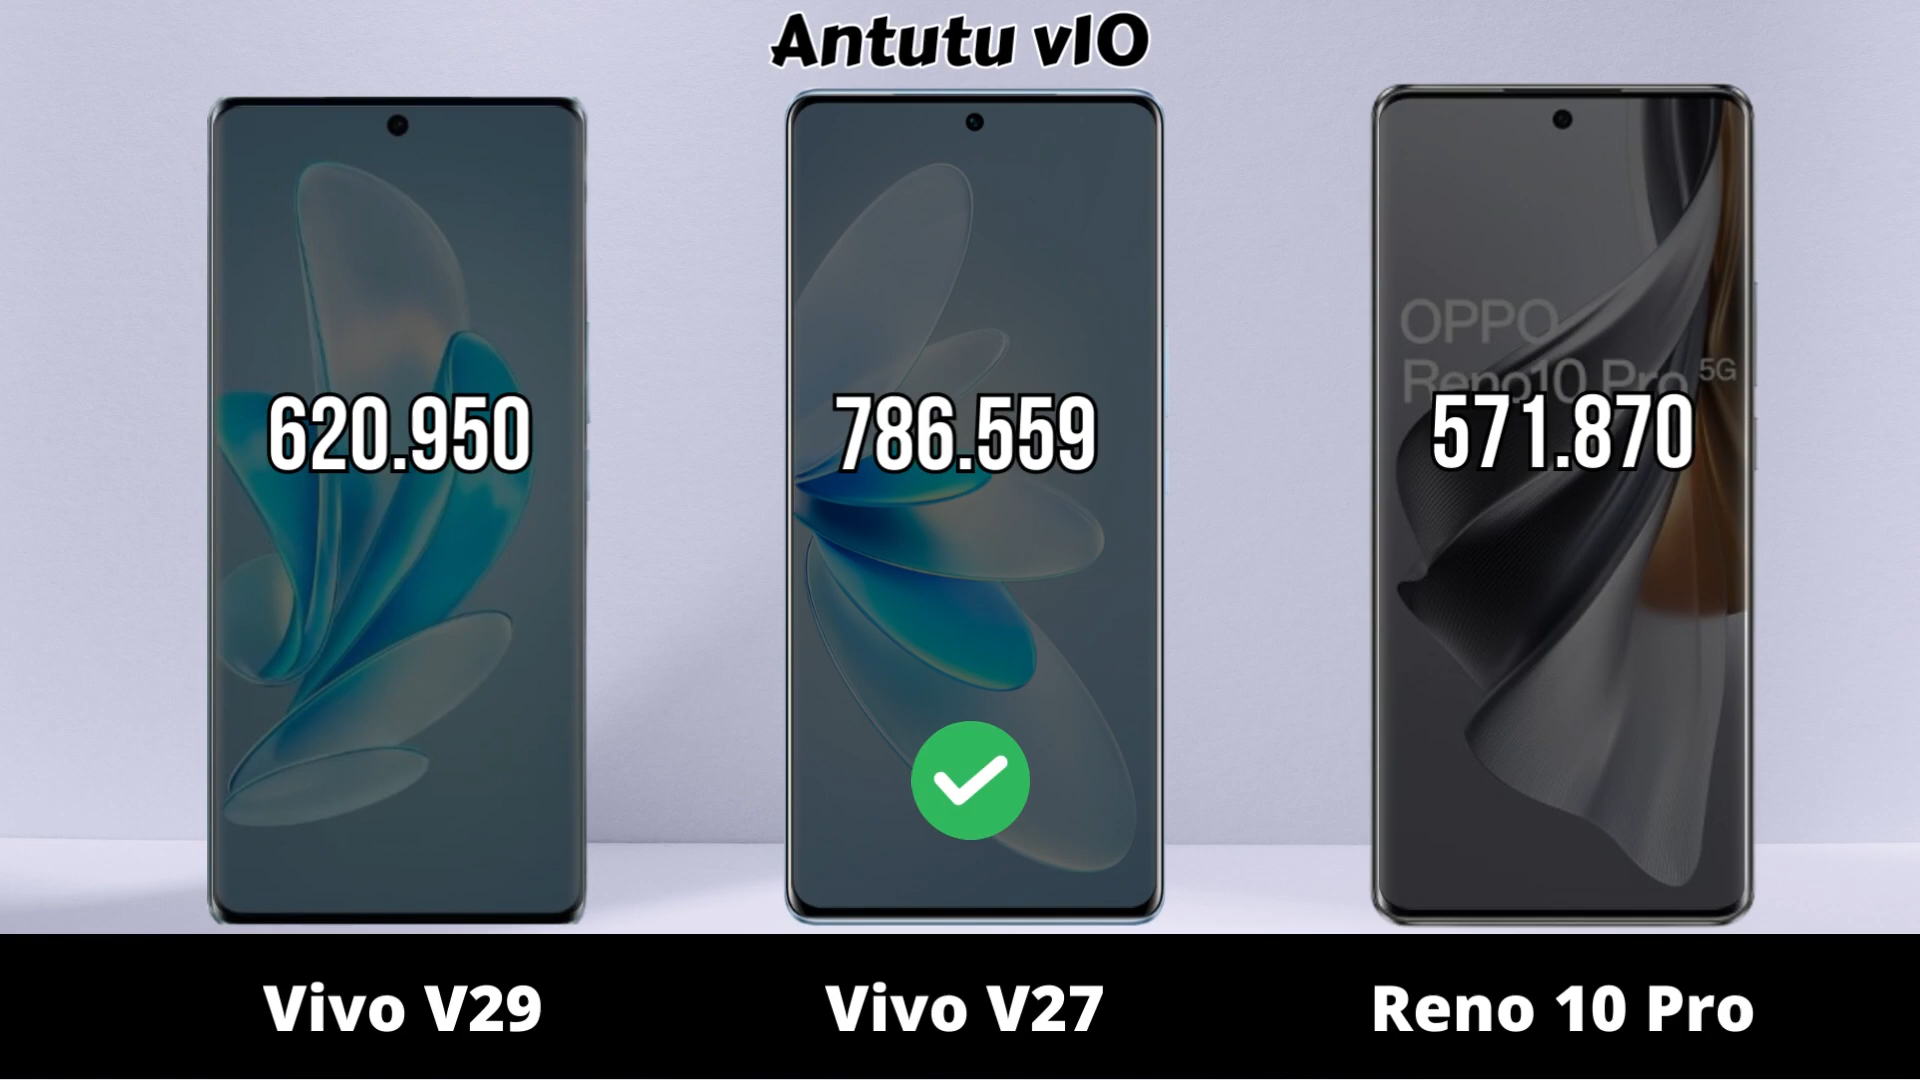 Antutu v10
620.950
786.559
OPPO
Reno10 Pro 5G
571.870
Vivo V29
Vivo V27
Reno 10 Pro